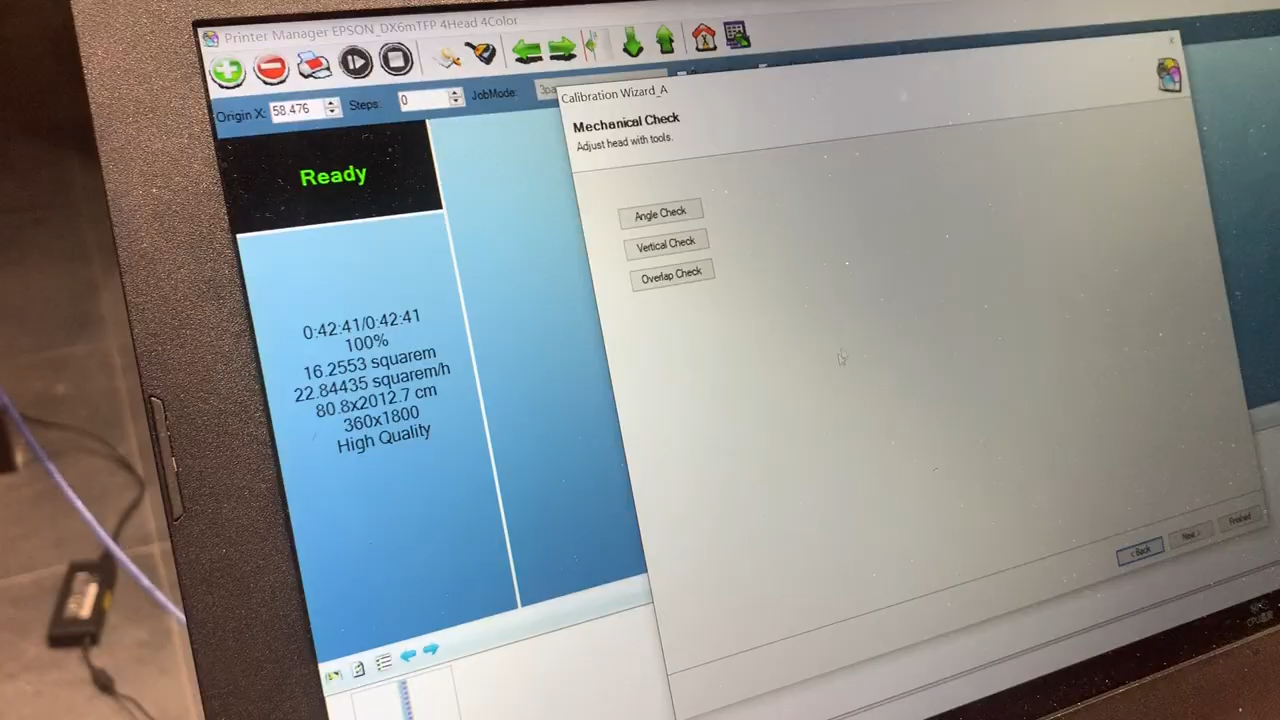 Printer Manager EPSON_DX6mTFP 4Head 4Color
Origin X: 58.476 Steps: 0 JobMode:
Ready
0:42:41/0:42:41
100%
16.2553 squarem
22.84435 squarem/h
80.8x2012.7 cm
360x1800
High Quality
Calibration Wizard_A
Mechanical Check
Adjust head with tools.
Angle Check
Vertical Check
Overlap Check
< Back Next > Finished